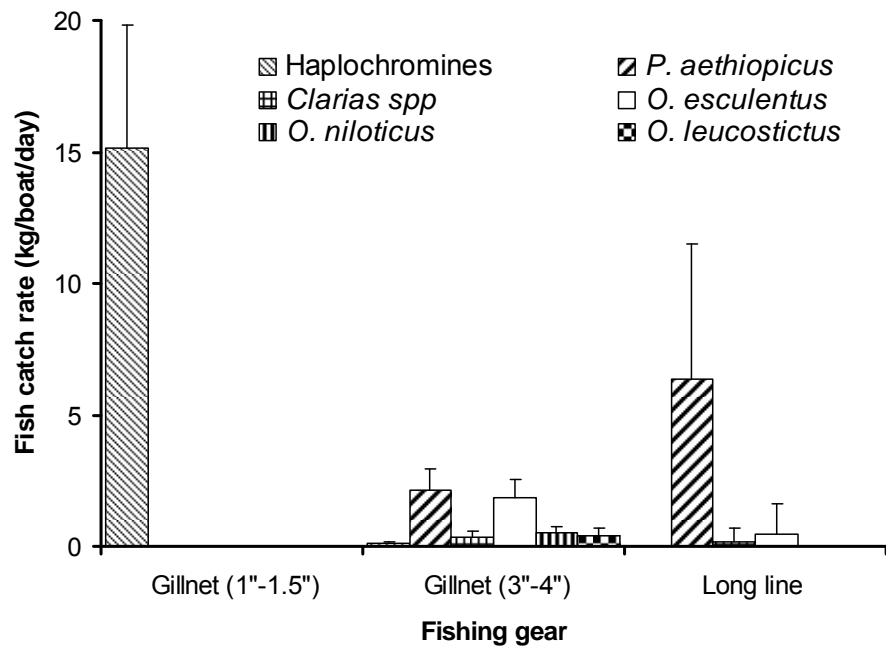 20
15
10
5
0
Fish catch rate (kg/boat/day)
Haplochromines
P. aethiopicus
Clarias spp
O. esculentus
O. niloticus
O. leucostictus
Gillnet (1"-1.5")
Gillnet (3"-4")
Long line
Fishing gear